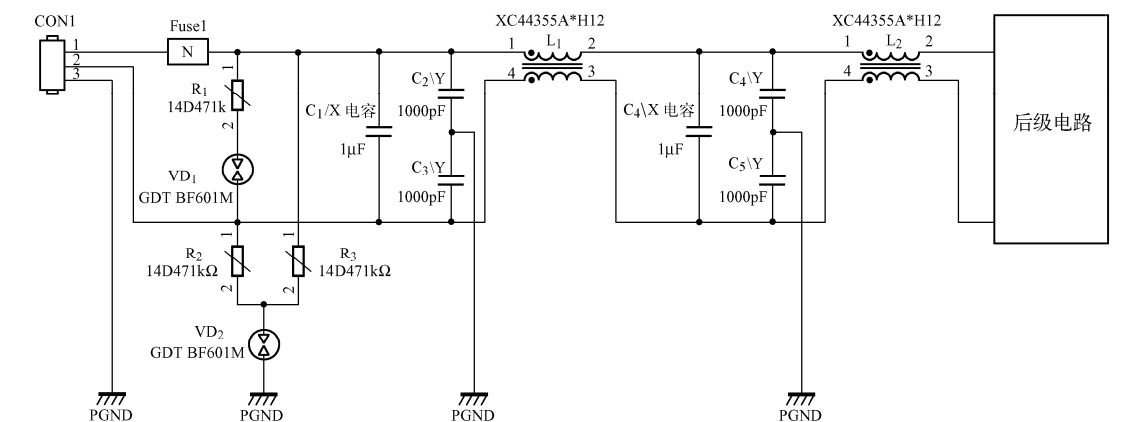 CON1
1
2
3
Fuse1
N
1
R1
14D471k
2
VD1
GDT BF601M
1
R2
14D471kΩ
2
1
R3
14D471kΩ
2
VD2
GDT BF601M
C1/X 电容
1μF
C2\Y
1000pF
C3\Y
1000pF
XC44355A*H12
1
L1
2
4
3
C4\X 电容
1μF
C4\Y
1000pF
C5\Y
1000pF
XC44355A*H12
1
L2
2
4
3
后级电路
PGND
PGND
PGND
PGND